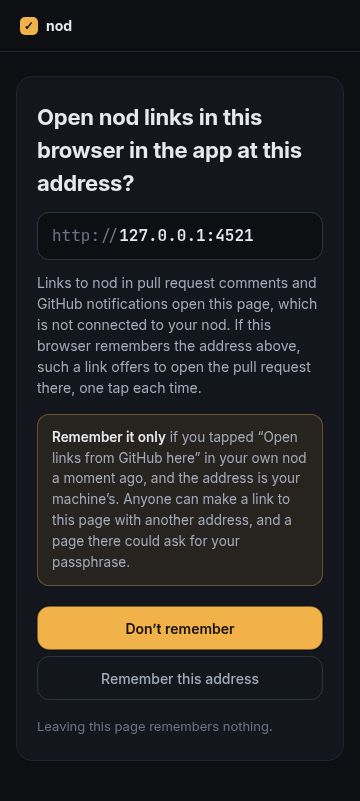 ✓ nod
Open nod links in this
browser in the app at this
address?
http://127.0.0.1:4521
Links to nod in pull request comments and
GitHub notifications open this page, which
is not connected to your nod. If this
browser remembers the address above,
such a link offers to open the pull request
there, one tap each time.
Remember it only if you tapped “Open
links from GitHub here” in your own nod
a moment ago, and the address is your
machine’s. Anyone can make a link to
this page with another address, and a
page there could ask for your
passphrase.
Don’t remember
Remember this address
Leaving this page remembers nothing.